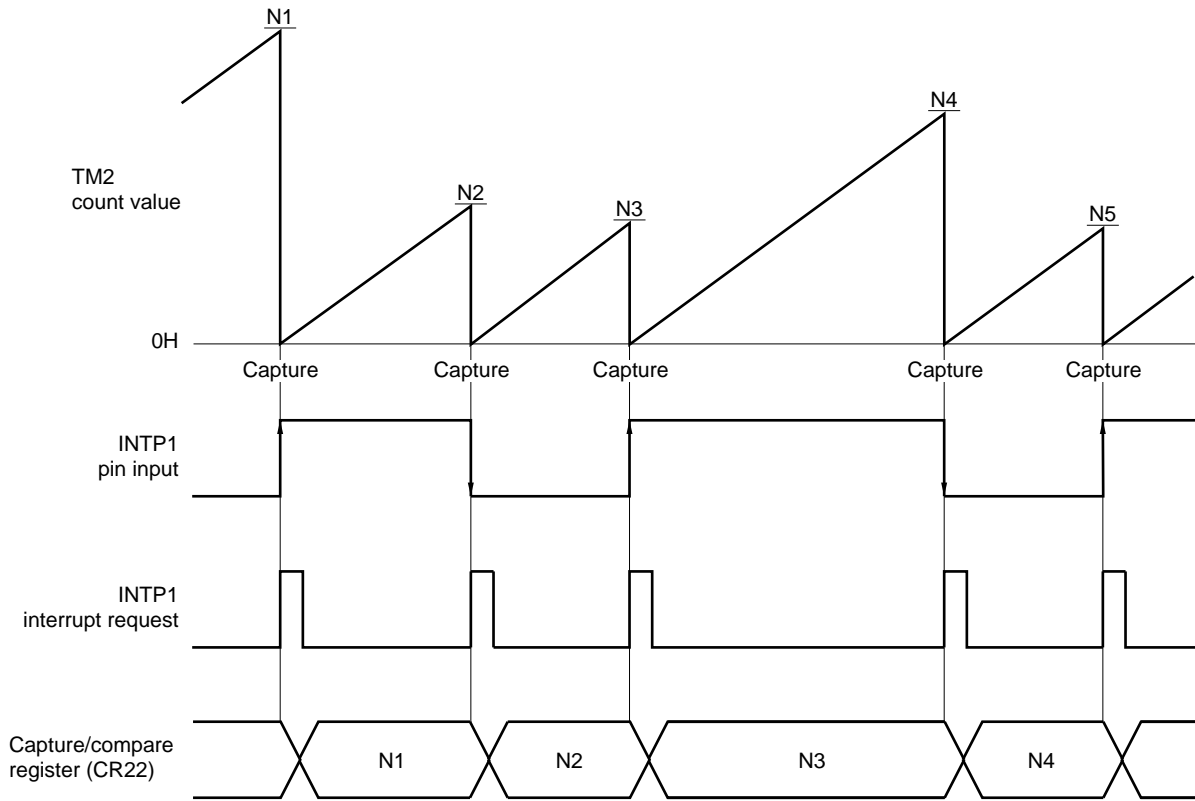 N1
N4
TM2
count value
N2
N3
N5
0H
Capture Capture Capture Capture Capture
INTP1
pin input
INTP1
interrupt request
Capture/compare
register (CR22)
N1 N2 N3 N4